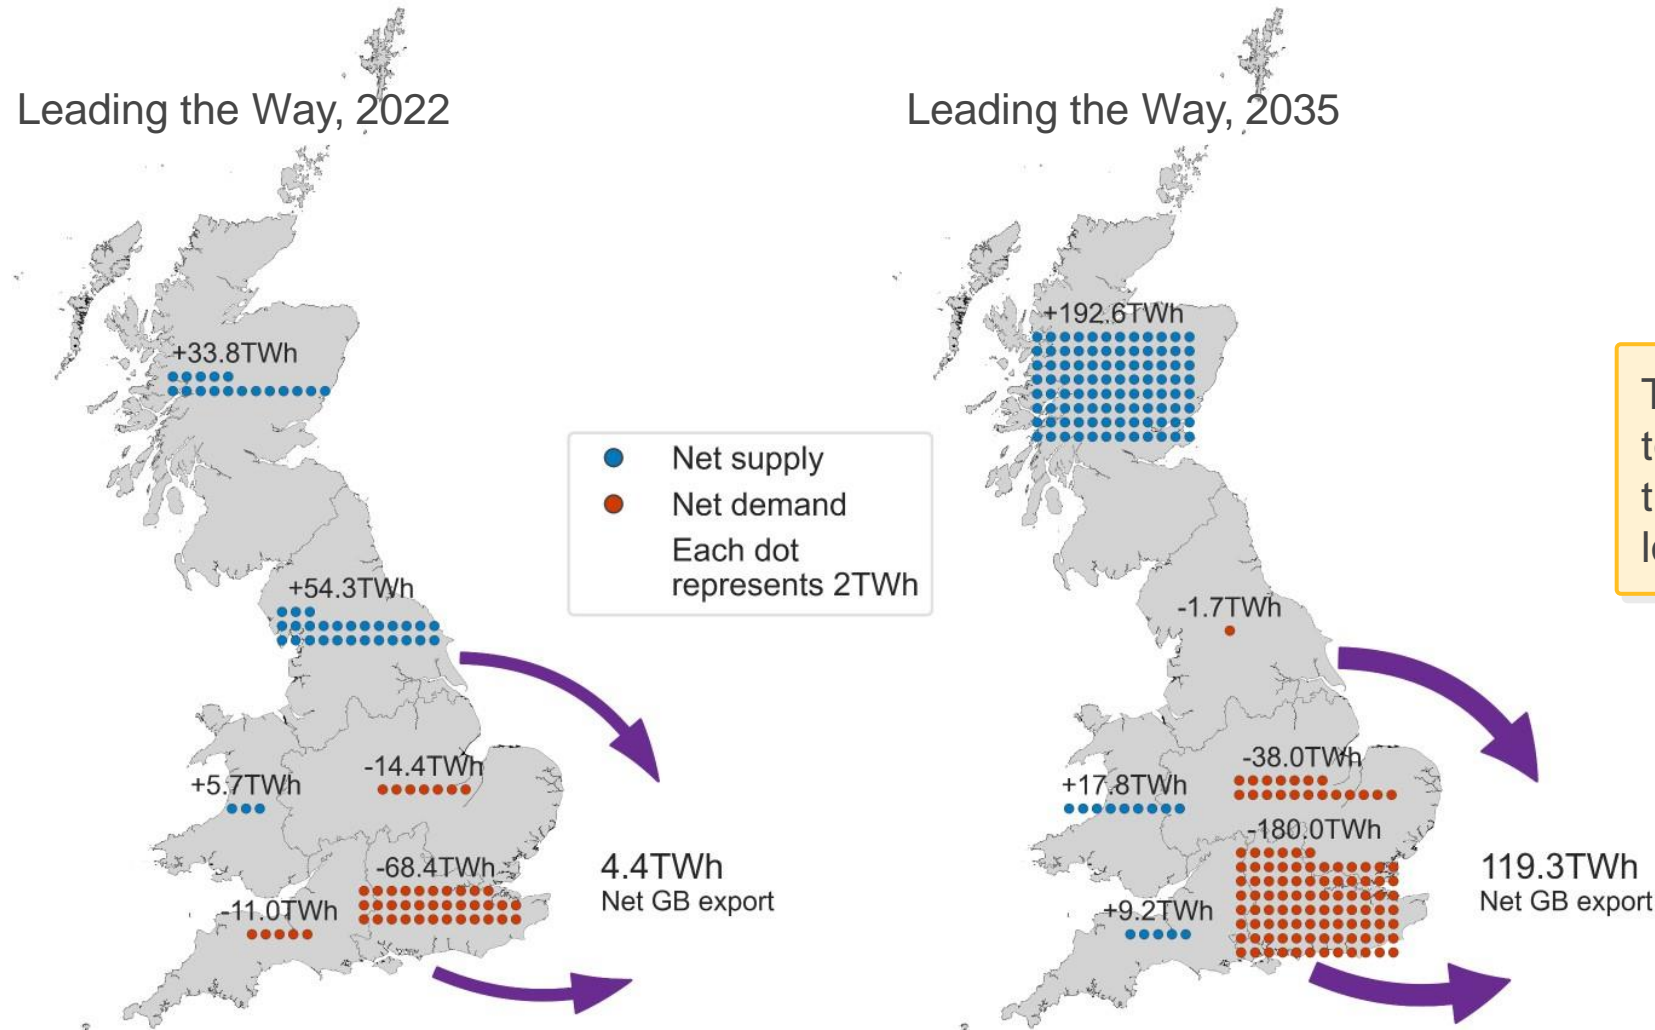 Leading the Way, 2022
+33.8TWh
+54.3TWh
+5.7TWh
-14.4TWh
-68.4TWh
-11.0TWh
4.4TWh
Net GB export
Net supply
Net demand
Each dot
represents 2TWh
Leading the Way, 2035
+192.6TWh
-1.7TWh
+17.8TWh
-38.0TWh
-180.0TWh
+9.2TWh
119.3TWh
Net GB export